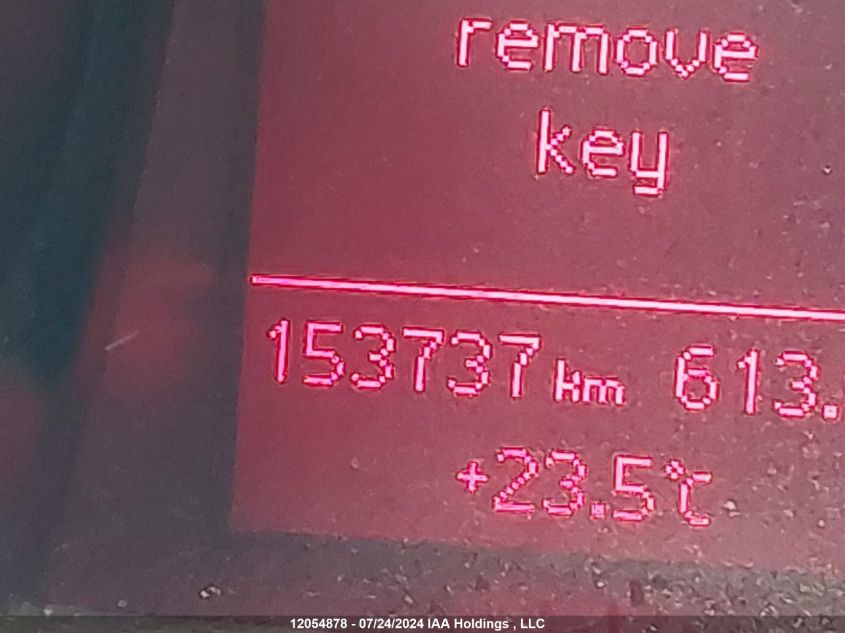 remove
key
153737 km 613.
+23.5°C
12054878 - 07/24/2024 IAA Holdings , LLC